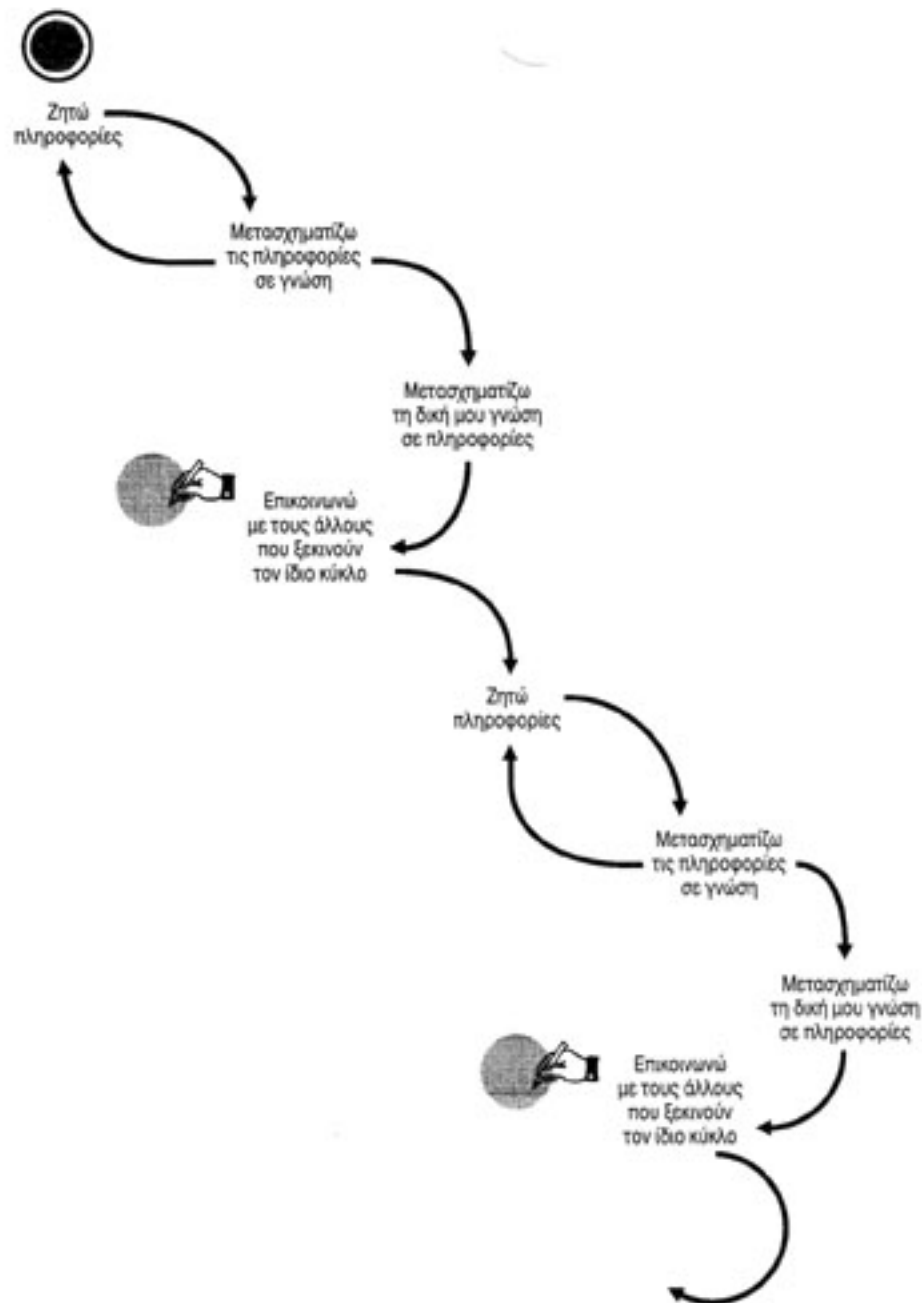 Ζητώ
πληροφορίες
Μετασχηματίζω
τις πληροφορίες
σε γνώση
Μετασχηματίζω
τη δική μου γνώση
σε πληροφορίες
Επικοινωνώ
με τους άλλους
που ξεκινούν
τον ίδιο κύκλο
Ζητώ
πληροφορίες
Μετασχηματίζω
τις πληροφορίες
σε γνώση
Μετασχηματίζω
τη δική μου γνώση
σε πληροφορίες
Επικοινωνώ
με τους άλλους
που ξεκινούν
τον ίδιο κύκλο